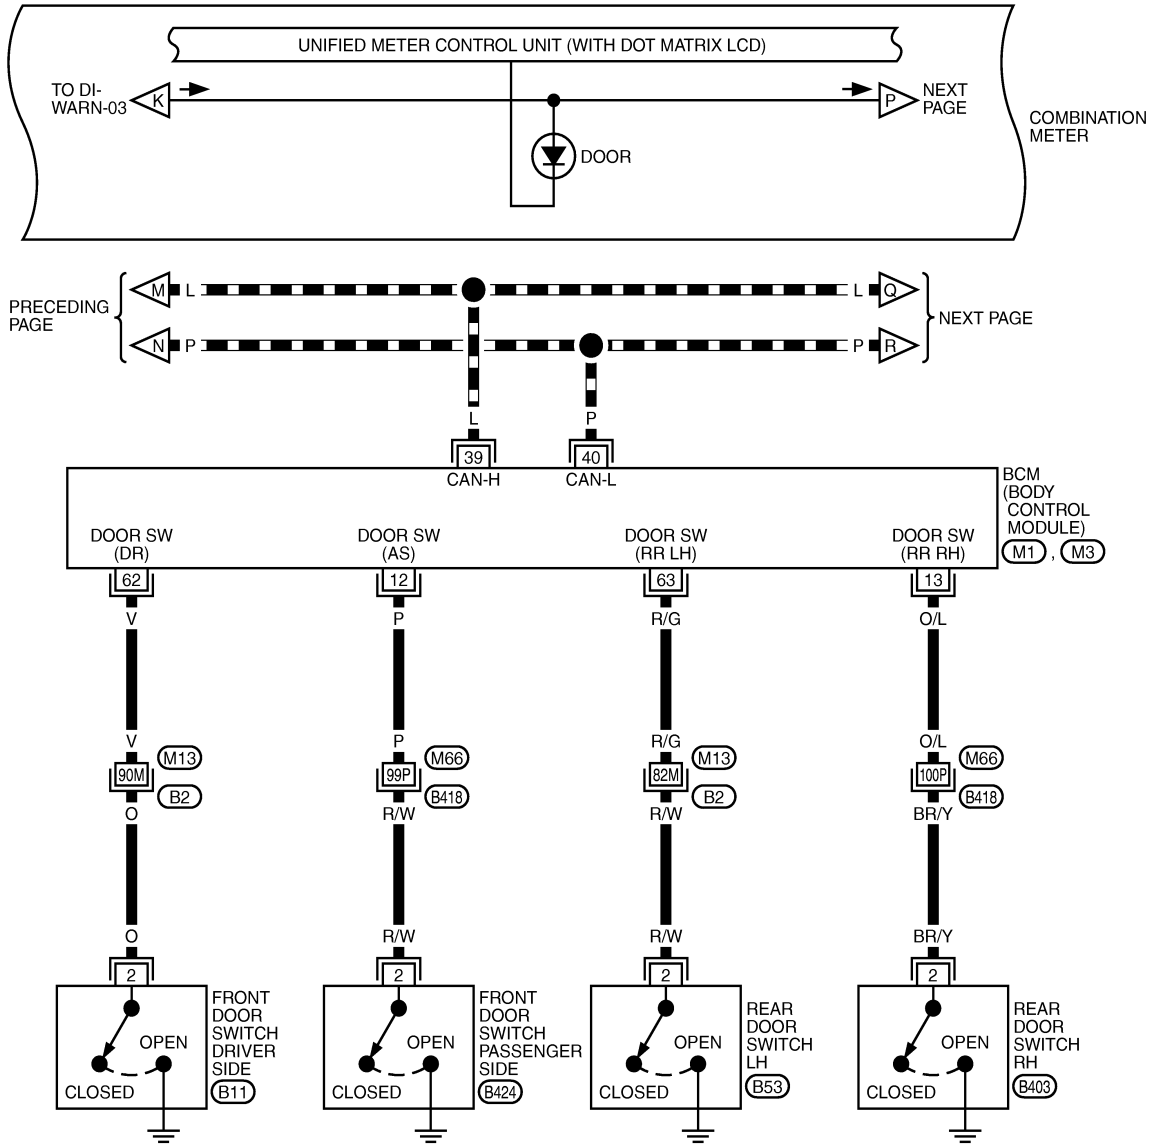 UNIFIED METER CONTROL UNIT (WITH DOT MATRIX LCD)
TO DI-
WARN-03
K
P
NEXT
PAGE
COMBINATION
METER
DOOR
PRECEDING
PAGE
M L
L Q
N P
P R
NEXT PAGE
L
P
39
40
CAN-H
CAN-L
BCM
(BODY
CONTROL
MODULE)
M1 , M3
DOOR SW
(DR)
DOOR SW
(AS)
DOOR SW
(RR LH)
DOOR SW
(RR RH)
62
12
63
13
V
P
R/G
O/L
V
P
R/G
O/L
90M
M13
B2
99P
M66
B418
82M
M13
B2
100P
M66
B418
O
R/W
R/W
BR/Y
O
R/W
R/W
BR/Y
2
2
2
2
OPEN
CLOSED
FRONT
DOOR
SWITCH
DRIVER
SIDE
B11
OPEN
CLOSED
FRONT
DOOR
SWITCH
PASSENGER
SIDE
B424
OPEN
CLOSED
REAR
DOOR
SWITCH
LH
B53
OPEN
CLOSED
REAR
DOOR
SWITCH
RH
B403